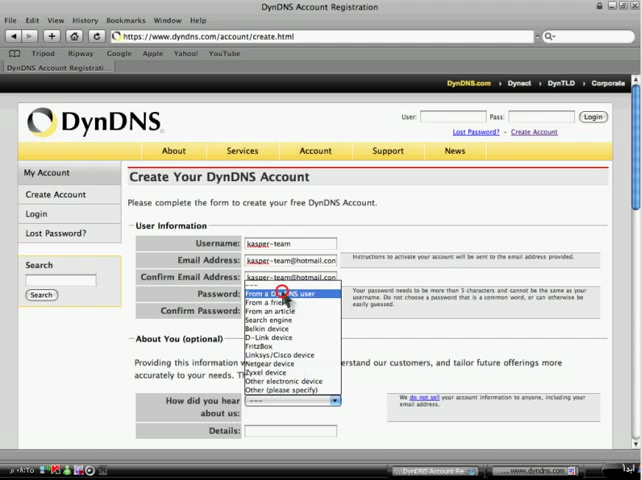 DynDNS Account Registration
File Edit View History Bookmarks Window Help
https://www.dyndns.com/account/create.html
Tripod Ripway Google Apple Yahoo! YouTube
DynDNS Account Registrati...
DynDNS.com Dynect DynTLD Corporate
User: Pass: Login
Lost Password? - Create Account
DynDNS
About Services Account Support News
My Account
Create Account
Login
Lost Password?
Search
Search
Create Your DynDNS Account
Please complete the form to create your free DynDNS Account.
User Information
Username: kasper-team
Email Address: kasper-team@hotmail.con Instructions to activate your account will be sent to the email address provided.
Confirm Email Address: kasper-team@hotmail.con
Password: Your password needs to be more than 5 characters and cannot be the same as your
username. Do not choose a password that is a common word, or can otherwise be
easily guessed.
Confirm Password:
---
From a DynDNS user
From a friend
From an article
Search engine
Belkin device
D-Link device
FritzBox
Linksys/Cisco device
Netgear device
Zyxel device
Other electronic device
Other (please specify)
About You (optional)
Providing this information erstand our customers, and tailor future offerings more
accurately to your needs. T
How did you hear
about us:
---
We do not sell your account information to anyone, including your
email address.
Details:
DynDNS Account Re
www.dyndns.com
ابدأ